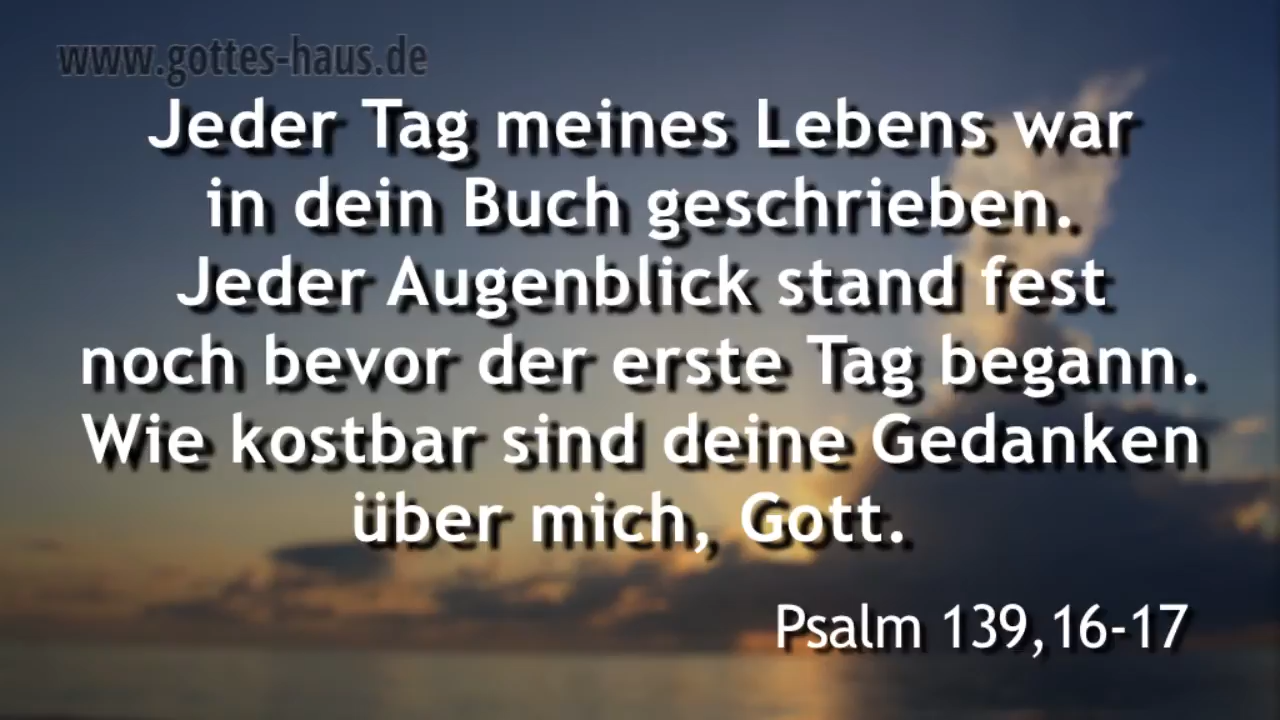 www.gottes-haus.de
Jeder Tag meines Lebens war
in dein Buch geschrieben.
Jeder Augenblick stand fest
noch bevor der erste Tag begann.
Wie kostbar sind deine Gedanken
über mich, Gott.
Psalm 139,16-17